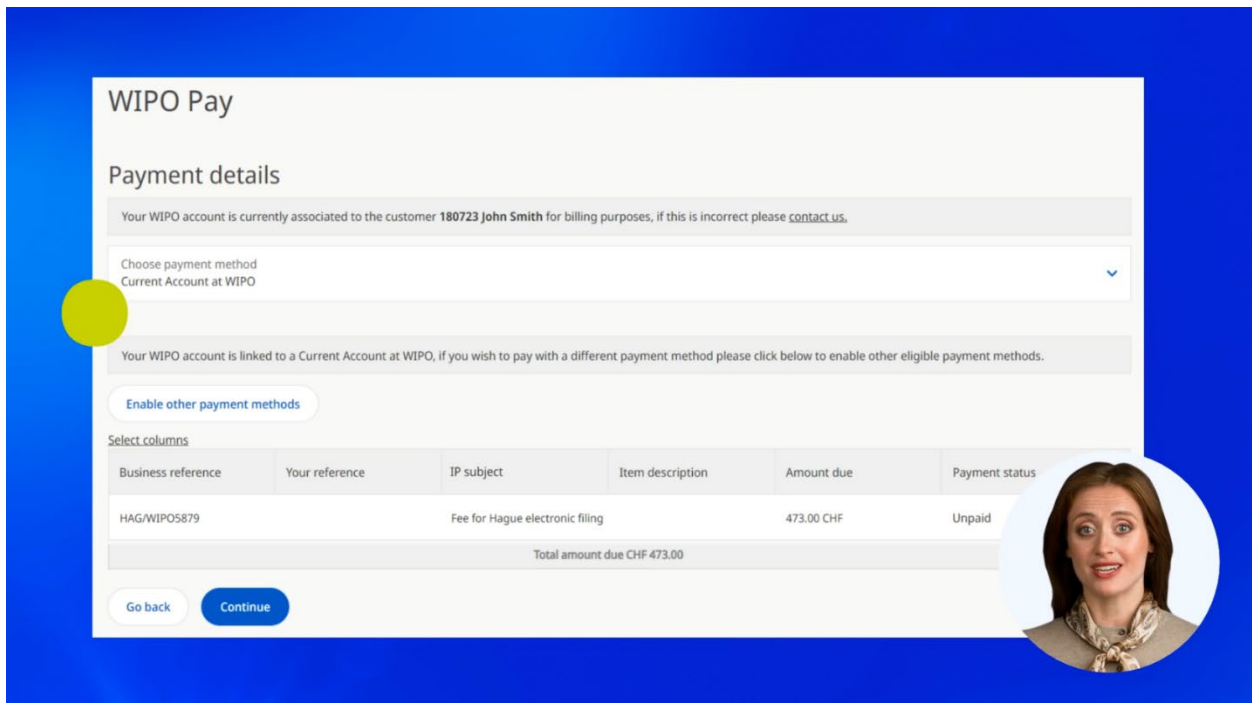 WIPO Pay
Payment details
Your WIPO account is currently associated to the customer 180723 John Smith for billing purposes, if this is incorrect please contact us.
Choose payment method
Current Account at WIPO
Your WIPO account is linked to a Current Account at WIPO, if you wish to pay with a different payment method please click below to enable other eligible payment methods.
Enable other payment methods
Select columns
Business reference Your reference IP subject Item description Amount due Payment status
HAG/WIPO5879 Fee for Hague electronic filing 473.00 CHF Unpaid
Total amount due CHF 473.00
Go back Continue